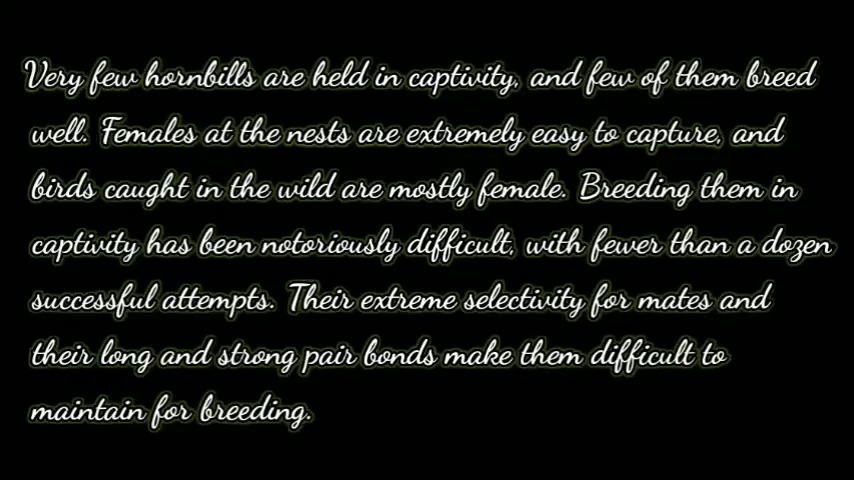 Very few hornbills are held in captivity, and few of them breed
well. Females at the nests are extremely easy to capture, and
birds caught in the wild are mostly female. Breeding them in
captivity has been notoriously difficult, with fewer than a dozen
successful attempts. Their extreme selectivity for mates and
their long and strong pair bonds make them difficult to
maintain for breeding.